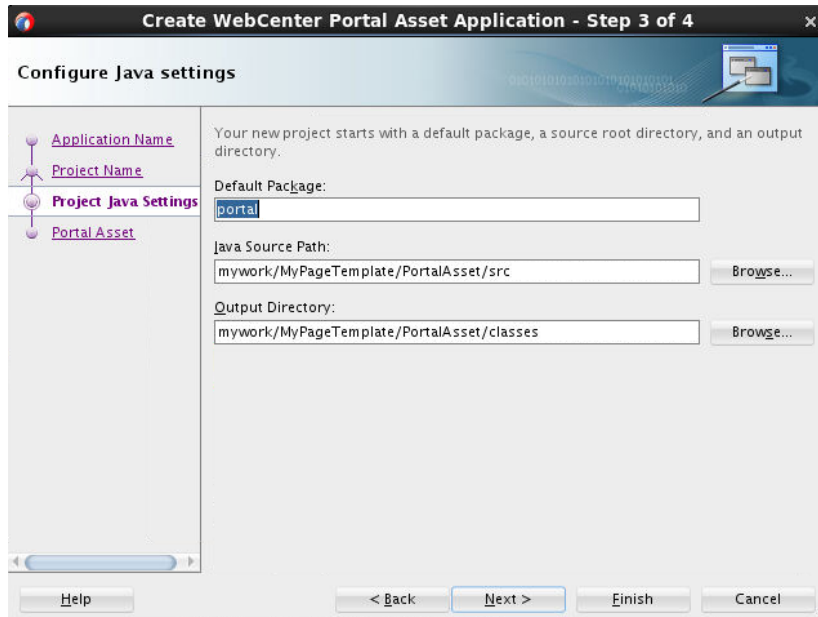 Create WebCenter Portal Asset Application - Step 3 of 4
Configure Java settings
Application Name
Project Name
Project Java Settings
Portal Asset
Your new project starts with a default package, a source root directory, and an output
directory.
Default Package:
portal
Java Source Path:
mywork/MyPageTemplate/PortalAsset/src
Browse...
Output Directory:
mywork/MyPageTemplate/PortalAsset/classes
Browse...
Help
< Back
Next >
Finish
Cancel